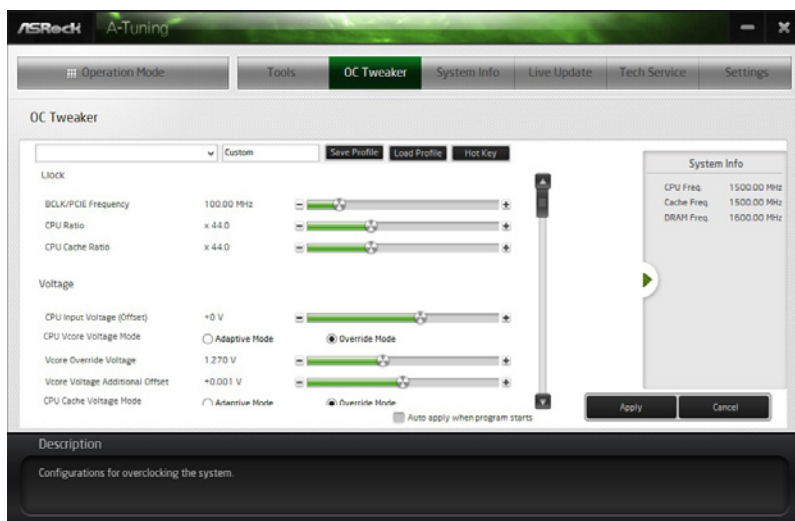 ASRock A-Tuning
Operation Mode Tools OC Tweaker System Info Live Update Tech Service Settings
OC Tweaker
Custom Save Profile Load Profile Hot Key
Clock
BCLK/PCIE Frequency 100.00 MHz
CPU Ratio x 44.0
CPU Cache Ratio x 44.0
Voltage
CPU Input Voltage (Offset) +0 V
CPU Vcore Voltage Mode Adaptive Mode Override Mode
Vcore Override Voltage 1.270 V
Vcore Voltage Additional Offset +0.001 V
CPU Cache Voltage Mode Adaptive Mode Override Mode
Auto apply when program starts
System Info
CPU Freq. 1500.00 MHz
Cache Freq. 1500.00 MHz
DRAM Freq. 1600.00 MHz
Apply Cancel
Description
Configurations for overclocking the system.